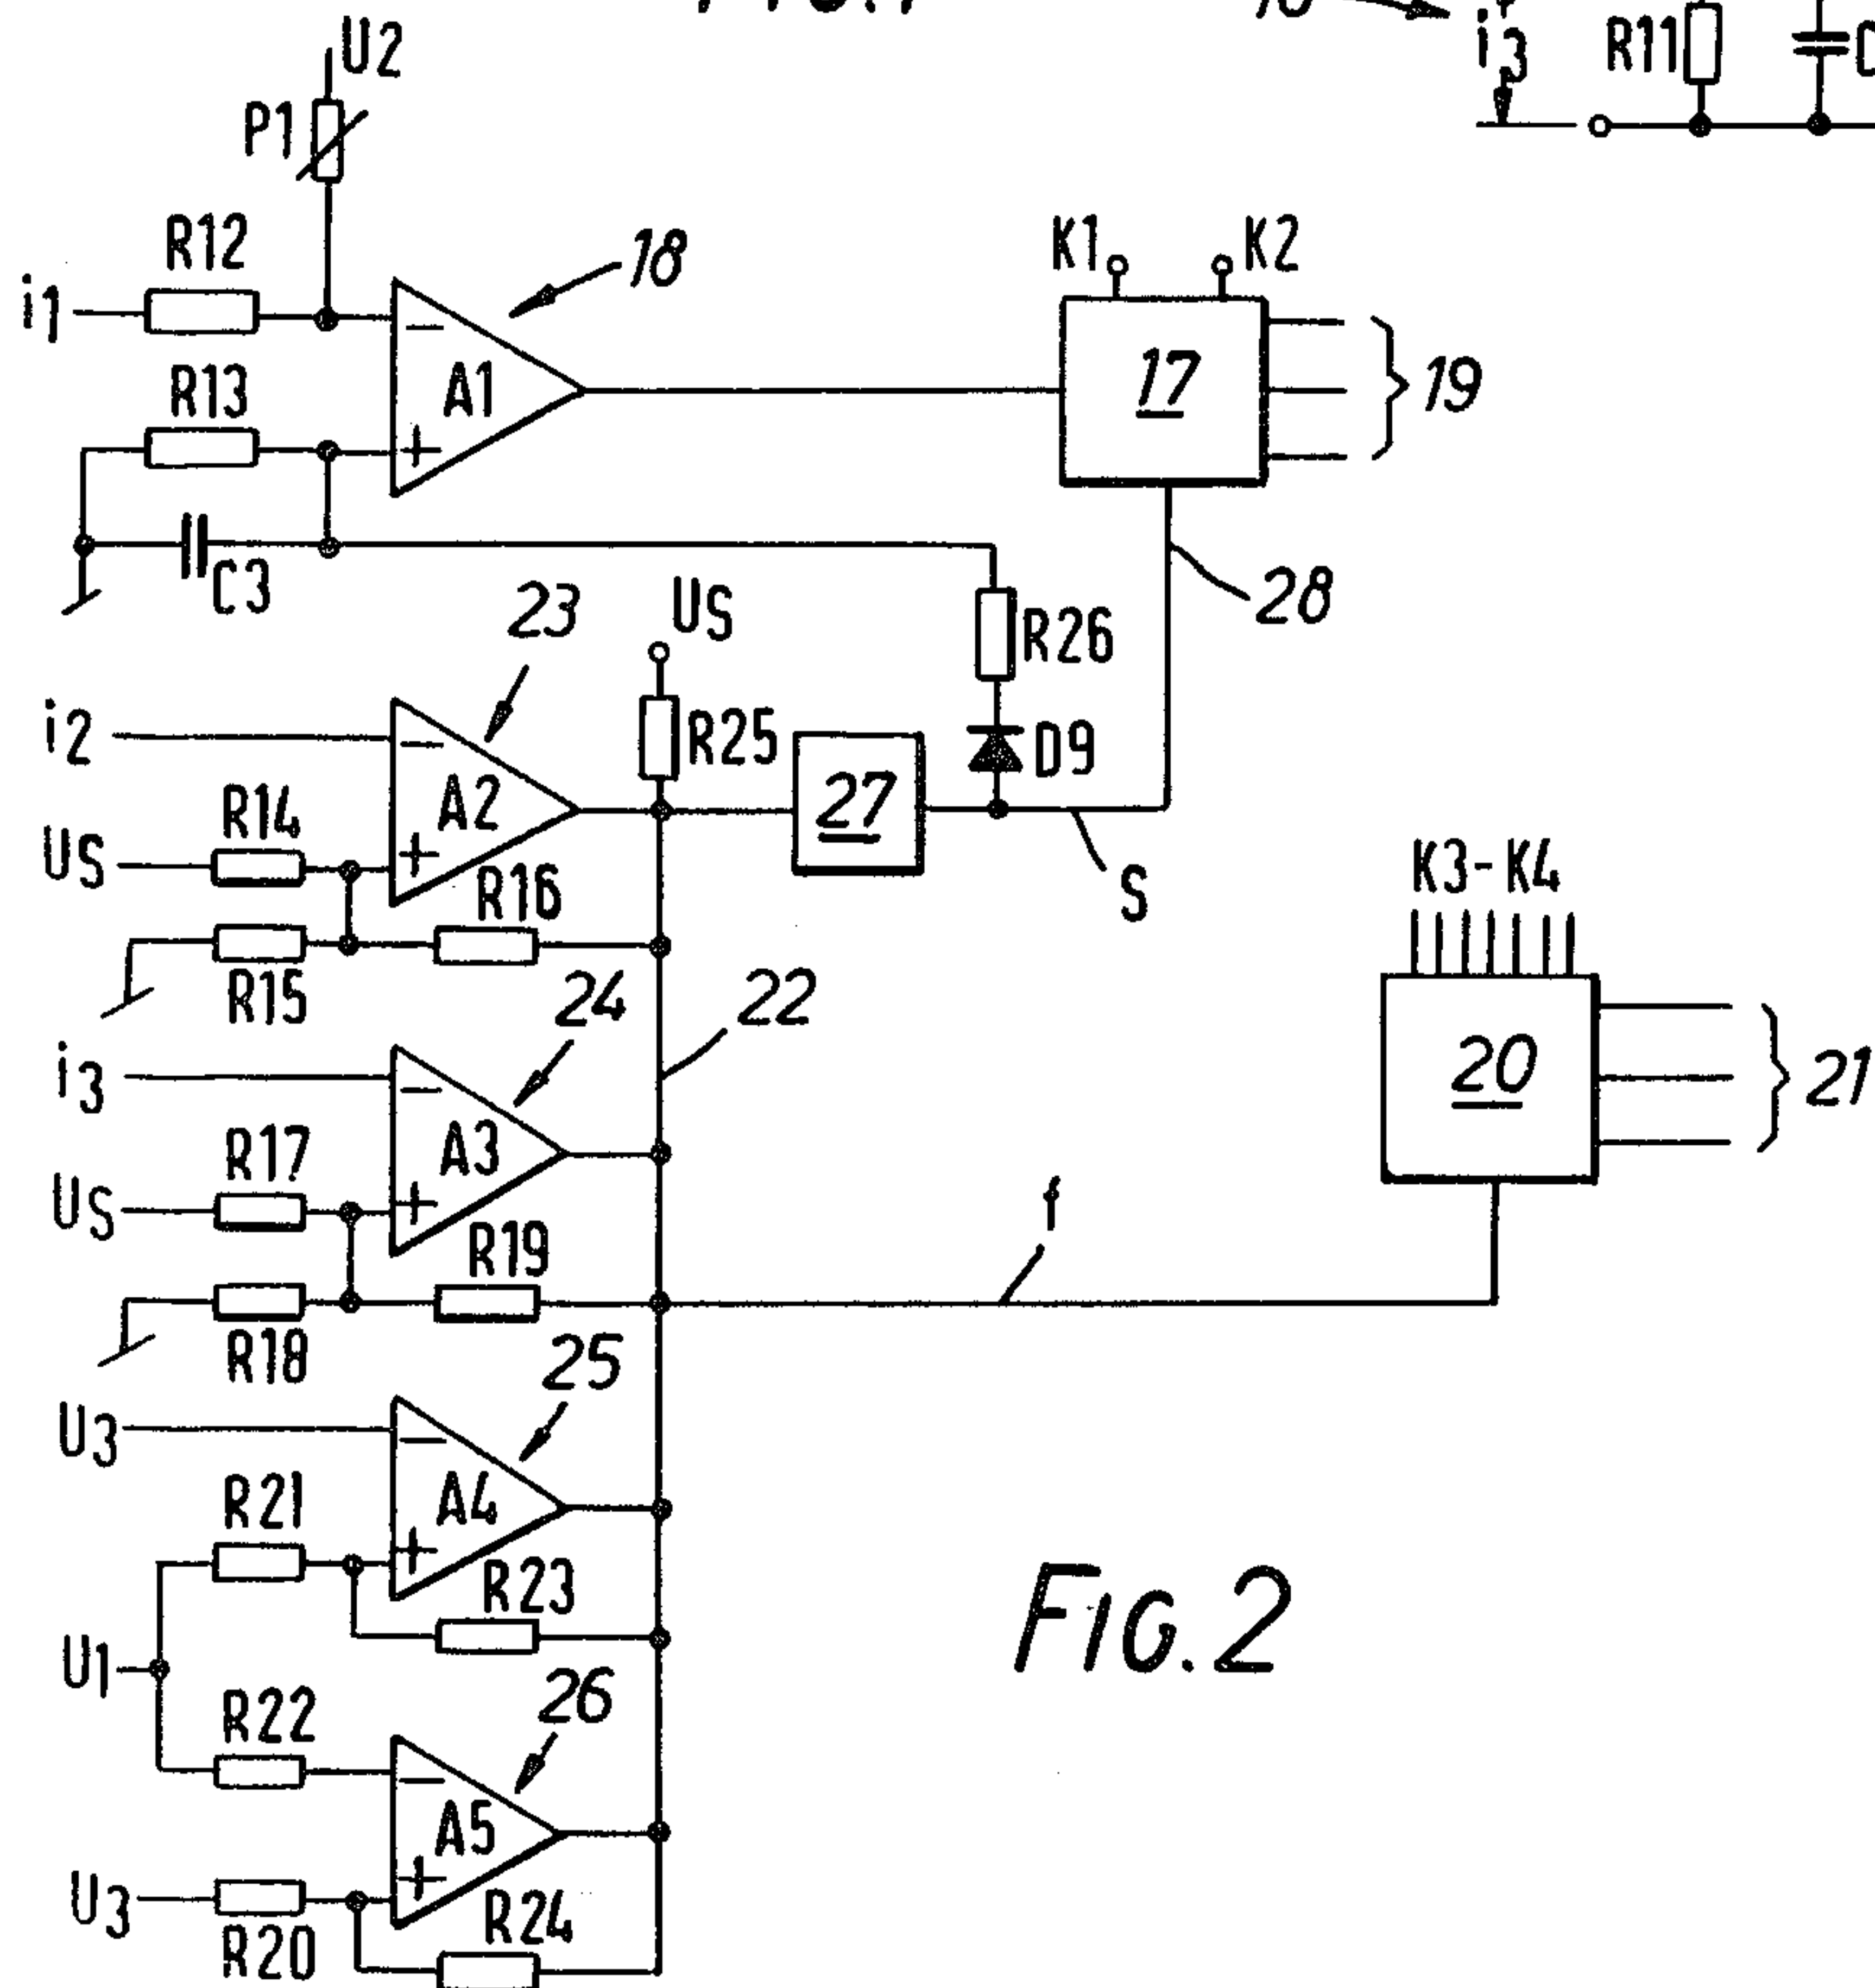 i3
R11
U2
P1
R12
18
K1
K2
i1
17
19
R13
A1
C3
23
US
28
R26
i2
R25
D9
A2
27
R14
US
R16
S
K3-K4
R15
24
22
i3
20
21
A3
R17
US
f
R19
R18
25
U3
A4
R21
R23
FIG.2
U1
26
R22
A5
U3
R24
R20